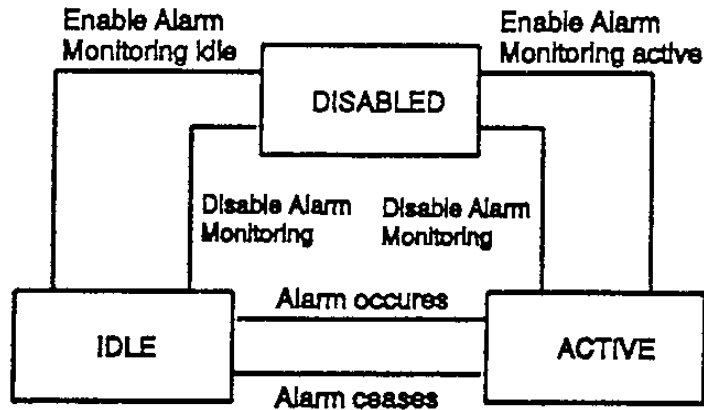 Enable Alarm
Monitoring idle
Enable Alarm
Monitoring active
DISABLED
Disable Alarm
Monitoring
Disable Alarm
Monitoring
Alarm occures
IDLE
ACTIVE
Alarm ceases